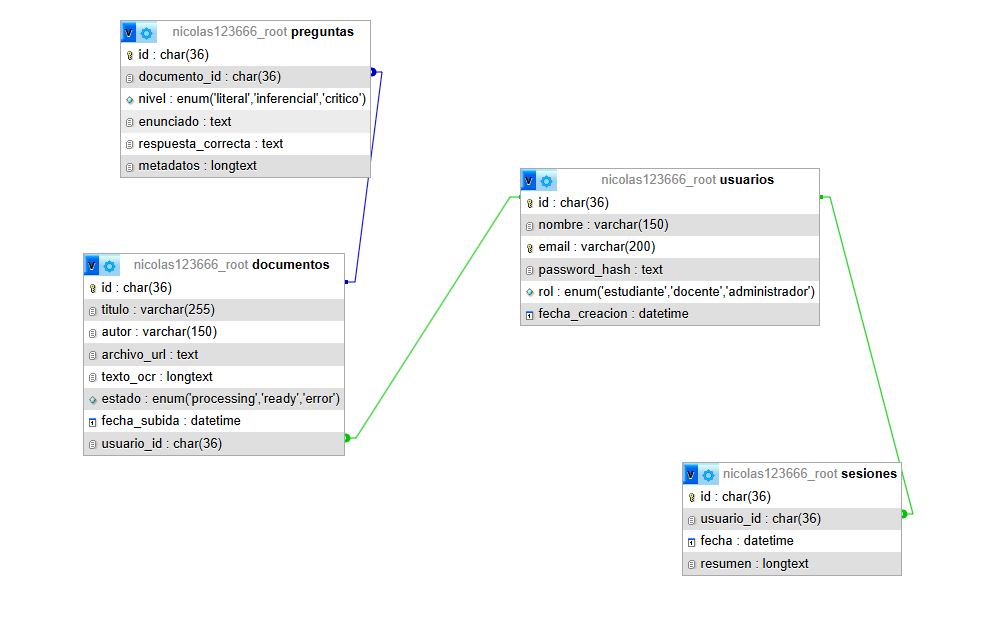 V nicolas123666_root preguntas
id : char(36)
documento_id : char(36)
nivel : enum('literal','inferencial','critico')
enunciado : text
respuesta_correcta : text
metadatos : longtext
V nicolas123666_root usuarios
id : char(36)
nombre : varchar(150)
email : varchar(200)
password_hash : text
rol : enum('estudiante','docente','administrador')
fecha_creacion : datetime
V nicolas123666_root documentos
id : char(36)
titulo : varchar(255)
autor : varchar(150)
archivo_url : text
texto_ocr : longtext
estado : enum('processing','ready','error')
fecha_subida : datetime
usuario_id : char(36)
V nicolas123666_root sesiones
id : char(36)
usuario_id : char(36)
fecha : datetime
resumen : longtext